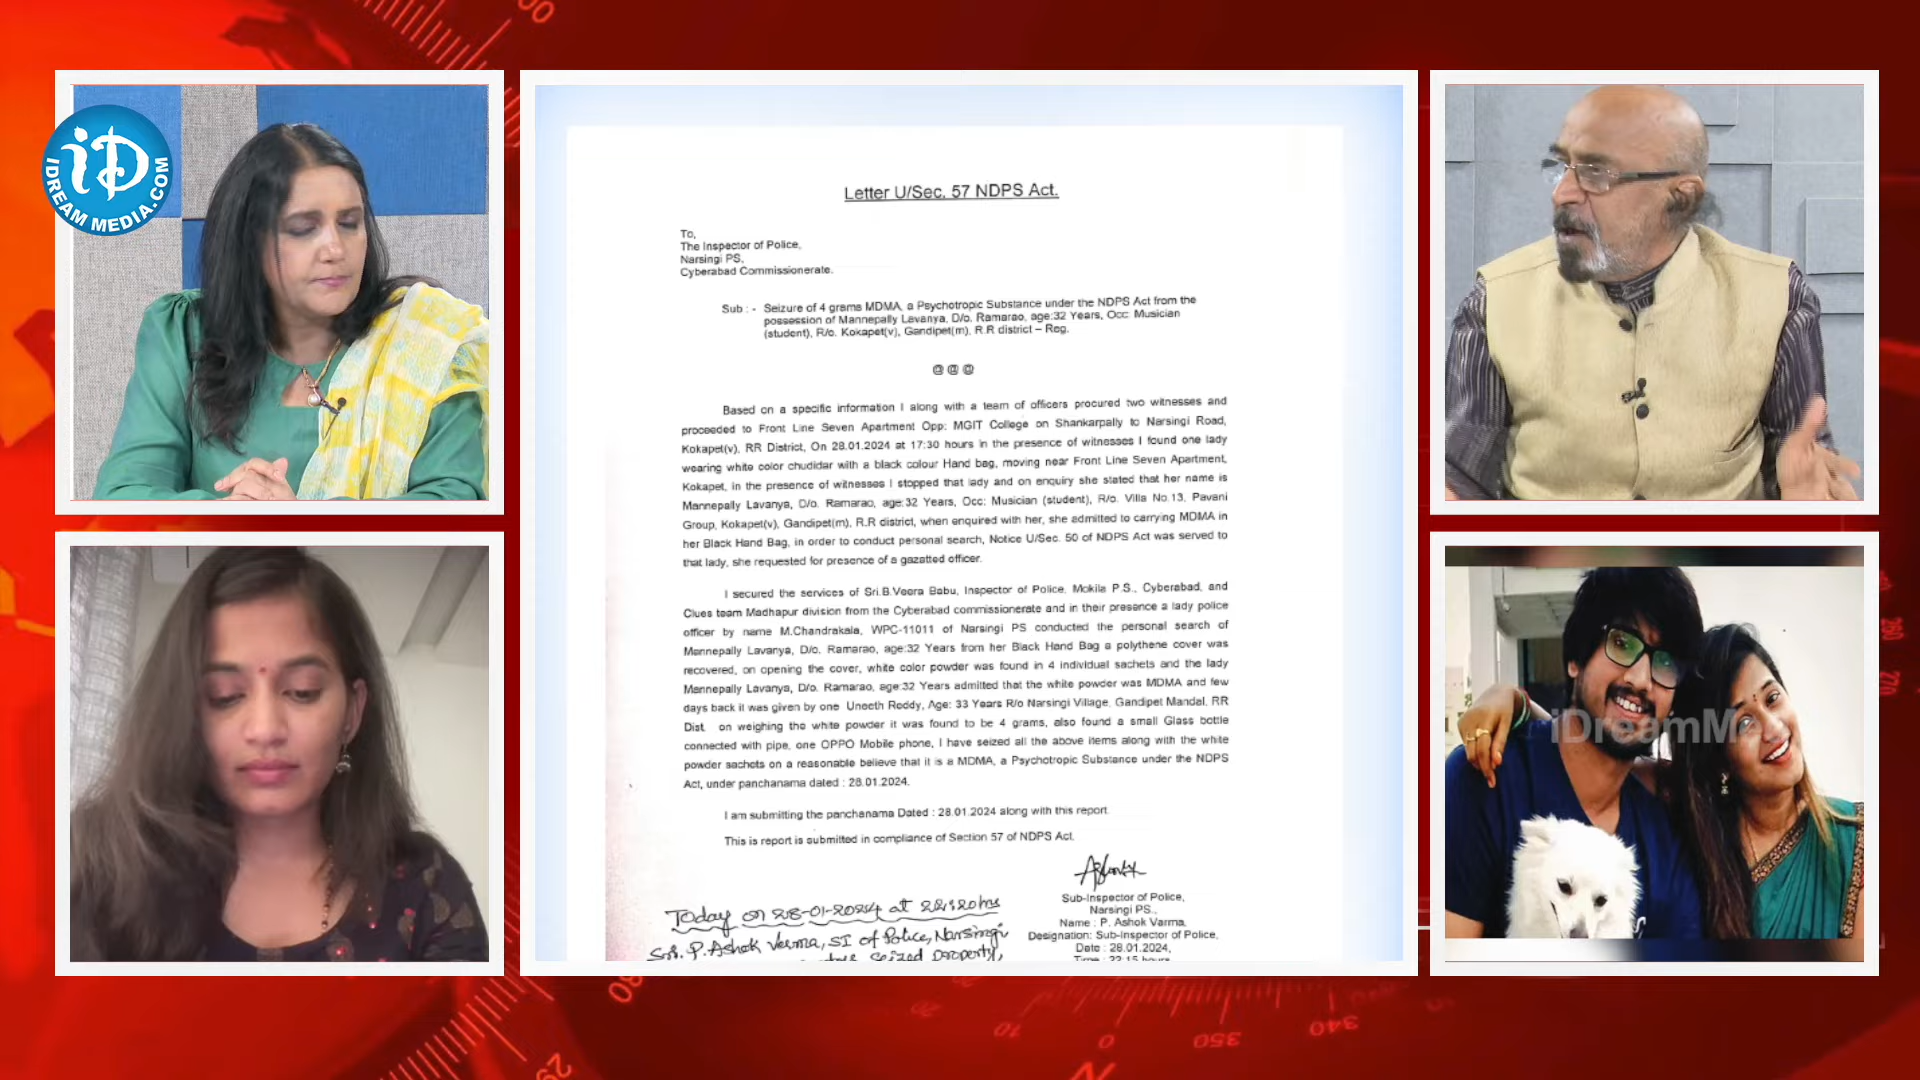 iD
IDREAM MEDIA.COM
Letter U/Sec. 57 NDPS Act.
To,
The Inspector of Police,
Narsingi PS,
Cyberabad Commissionerate.
Sub : - Seizure of 4 grams MDMA, a Psychotropic Substance under the NDPS Act from the
possession of Mannepally Lavanya, D/o. Ramarao, age:32 Years, Occ: Musician
(student), R/o. Kokapet(v), Gandipet(m), R.R district – Reg.
@@@
Based on a specific information I along with a team of officers procured two witnesses and
proceeded to Front Line Seven Apartment Opp: MGIT College on Shankarpally to Narsingi Road,
Kokapet(v), RR District, On 28.01.2024 at 17:30 hours in the presence of witnesses I found one lady
wearing white color chudidar with a black colour Hand bag, moving near Front Line Seven Apartment,
Kokapet, in the presence of witnesses I stopped that lady and on enquiry she stated that her name is
Mannepally Lavanya, D/o. Ramarao, age:32 Years, Occ: Musician (student), R/o. Villa No.13, Pavani
Group, Kokapet(v), Gandipet(m), R.R district, when enquired with her, she admitted to carrying MDMA in
her Black Hand Bag, in order to conduct personal search, Notice U/Sec. 50 of NDPS Act was served to
that lady, she requested for presence of a gazatted officer.
I secured the services of Sri.B.Veera Babu, Inspector of Police, Mokila P.S., Cyberabad, and
Clues team Madhapur division from the Cyberabad commissionerate and in their presence a lady police
officer by name M.Chandrakala, WPC-11011 of Narsingi PS conducted the personal search of
Mannepally Lavanya, D/o. Ramarao, age:32 Years from her Black Hand Bag a polythene cover was
recovered, on opening the cover, white color powder was found in 4 individual sachets and the lady
Mannepally Lavanya, D/o. Ramarao, age:32 Years admitted that the white powder was MDMA and few
days back it was given by one Uneeth Reddy, Age: 33 Years R/o Narsingi Village, Gandipet Mandal, RR
Dist. on weighing the white powder it was found to be 4 grams, also found a small Glass bottle
connected with pipe, one OPPO Mobile phone, I have seized all the above items along with the white
powder sachets on a reasonable believe that it is a MDMA, a Psychotropic Substance under the NDPS
Act, under panchanama dated : 28.01.2024.
I am submitting the panchanama Dated : 28.01.2024 along with this report.
This is report is submitted in compliance of Section 57 of NDPS Act.
Sub-Inspector of Police,
Narsingi PS.,
Name : P. Ashok Varma,
Designation: Sub-Inspector of Police,
Date : 28.01.2024,
Time : 22:15 hours
Today on 28-01-2024 at 22:20 hrs
Sri. P. Ashok Varma, SI of Police, Narsingi
Seized Property,
iDreamM